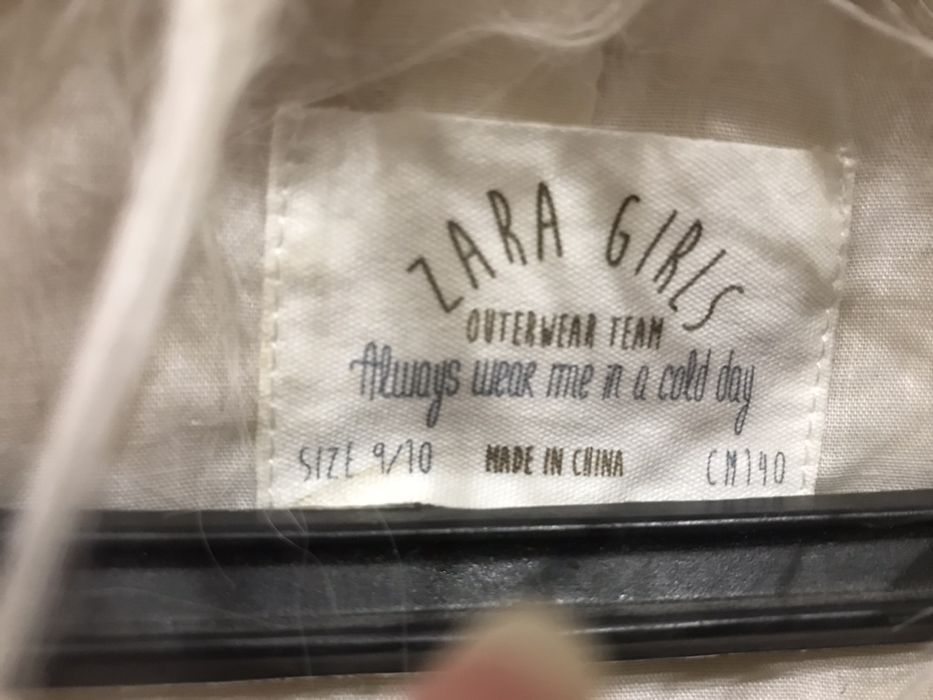 ZARA GIRLS
OUTERWEAR TEAM
Always wear me in a cold day
SIZE 9/10 MADE IN CHINA CM140